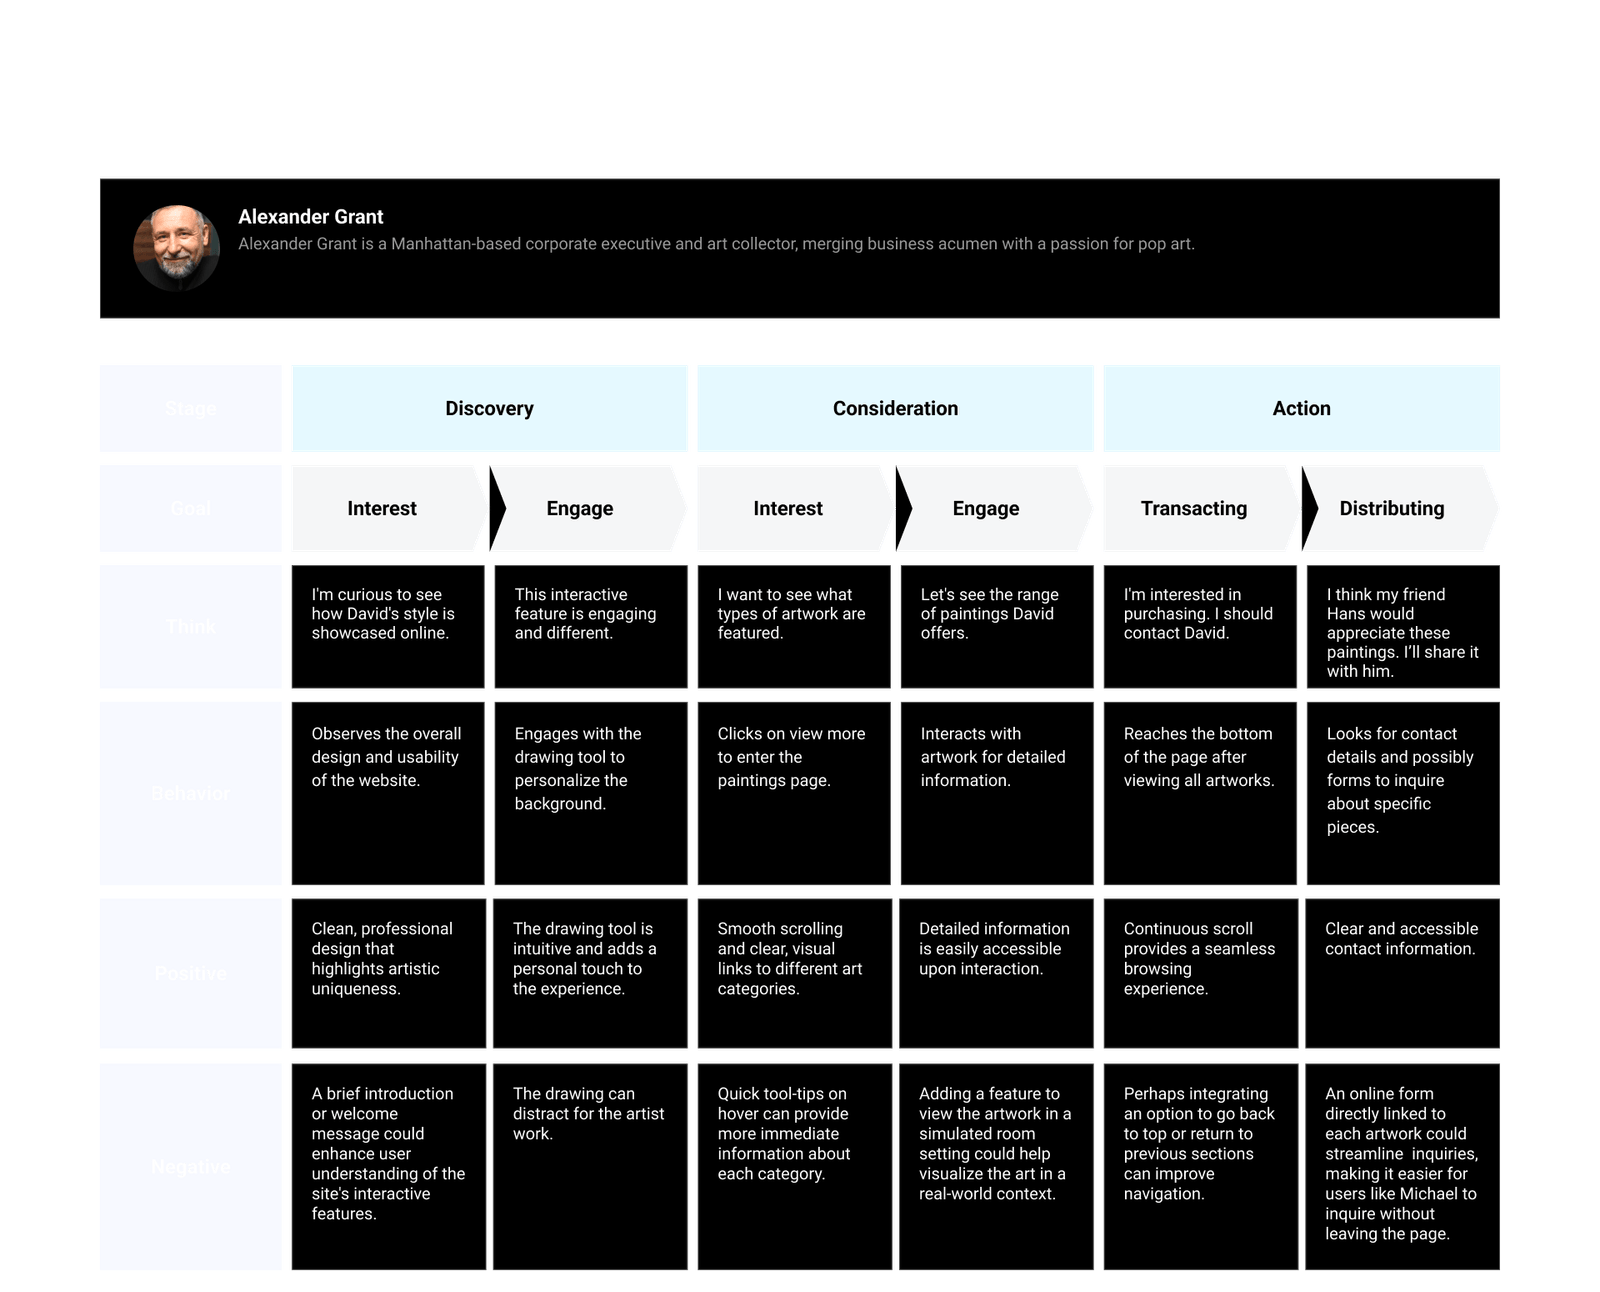 Alexander Grant
Alexander Grant is a Manhattan-based corporate executive and art collector, merging business acumen with a passion for pop art.
Stage
Discovery
Consideration
Action
Goal
Interest
Engage
Interest
Engage
Transacting
Distributing
Think
I'm curious to see
how David's style is
showcased online.
This interactive
feature is engaging
and different.
I want to see what
types of artwork are
featured.
Let's see the range
of paintings David
offers.
I'm interested in
purchasing. I should
contact David.
I think my friend
Hans would
appreciate these
paintings. I’ll share it
with him.
Behavior
Observes the overall
design and usability
of the website.
Engages with the
drawing tool to
personalize the
background.
Clicks on view more
to enter the
paintings page.
Interacts with
artwork for detailed
information.
Reaches the bottom
of the page after
viewing all artworks.
Looks for contact
details and possibly
forms to inquire
about specific
pieces.
Positive
Clean, professional
design that
highlights artistic
uniqueness.
The drawing tool is
intuitive and adds a
personal touch to
the experience.
Smooth scrolling
and clear, visual
links to different art
categories.
Detailed information
is easily accessible
upon interaction.
Continuous scroll
provides a seamless
browsing
experience.
Clear and accessible
contact information.
Negative
A brief introduction
or welcome
message could
enhance user
understanding of the
site's interactive
features.
The drawing can
distract for the artist
work.
Quick tool-tips on
hover can provide
more immediate
information about
each category.
Adding a feature to
view the artwork in a
simulated room
setting could help
visualize the art in a
real-world context.
Perhaps integrating
an option to go back
to top or return to
previous sections
can improve
navigation.
An online form
directly linked to
each artwork could
streamline  inquiries,
making it easier for
users like Michael to
inquire without
leaving the page.